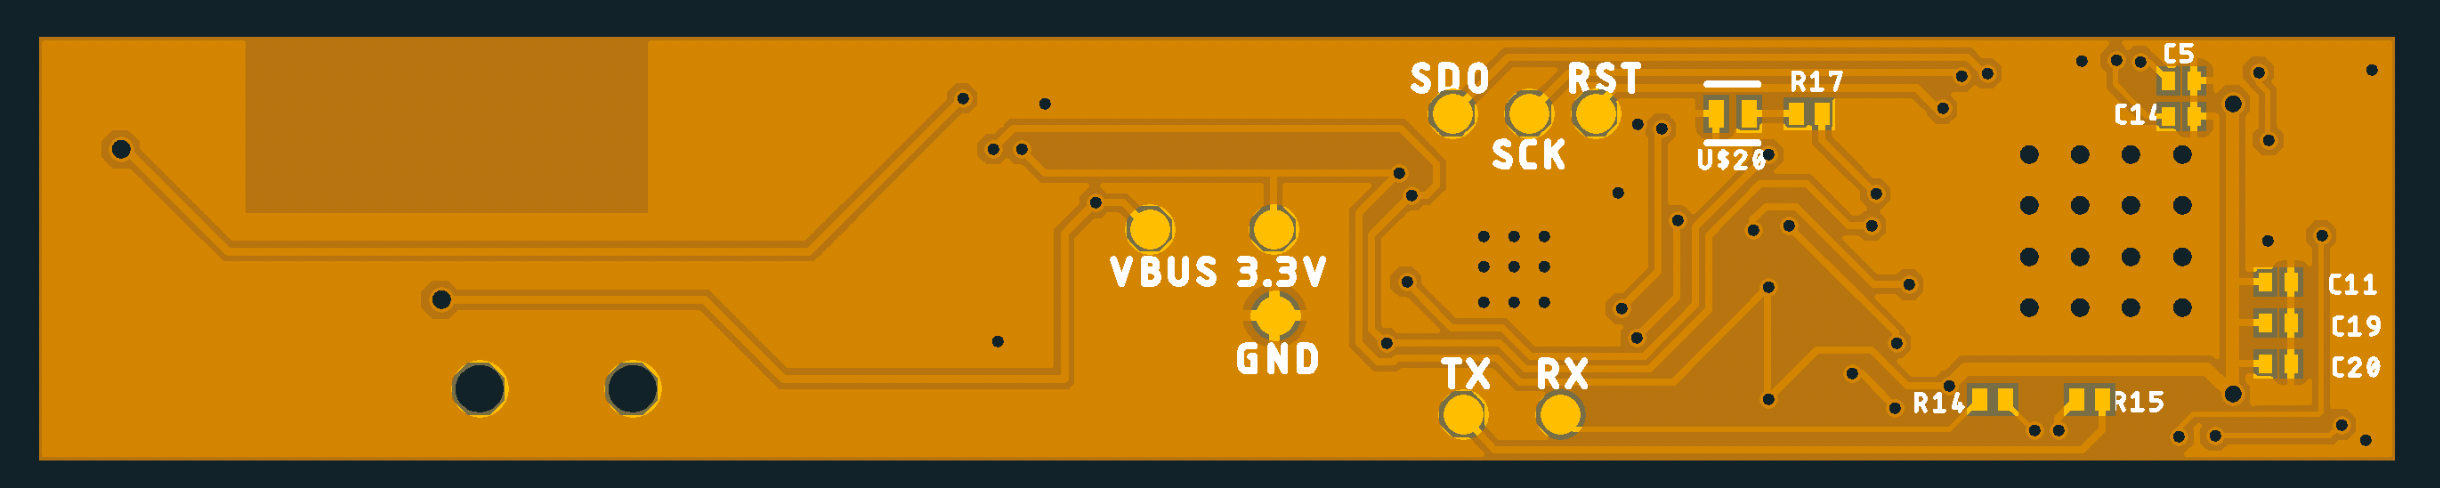 SDO
RST
R17
C5
C14
SCK
U$20
VBUS
3.3V
C11
GND
C19
TX
RX
C20
R14
R15